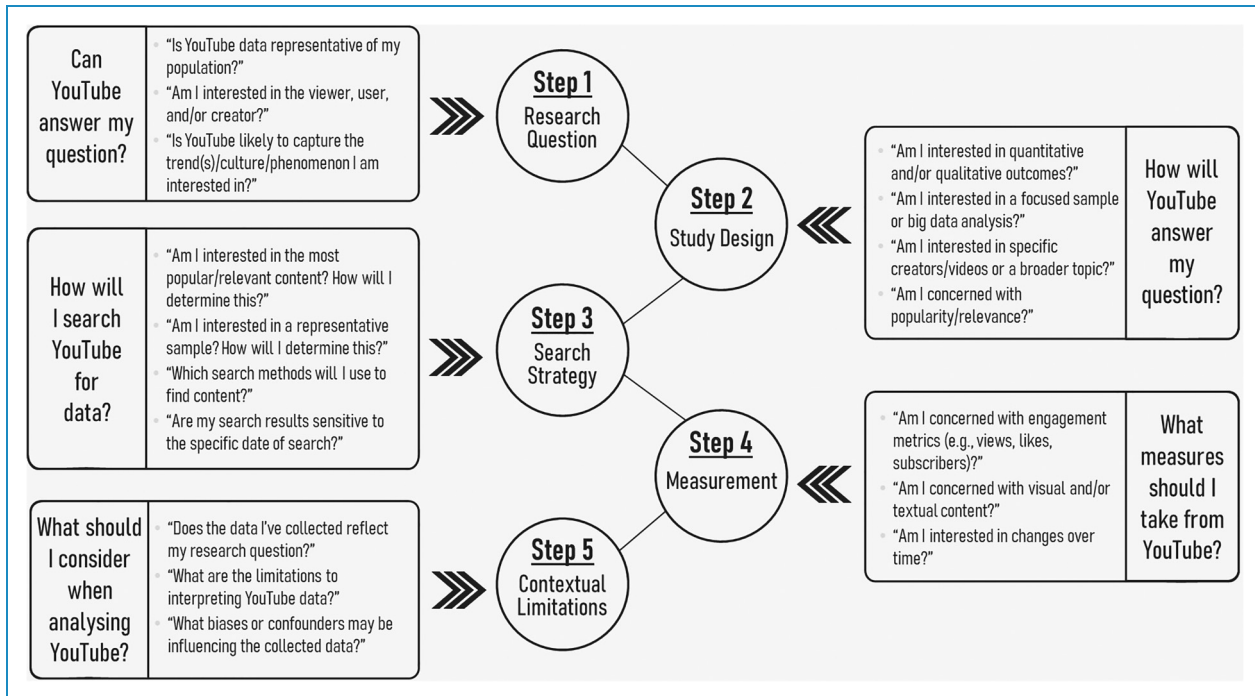 Can
YouTube
answer my
question?
“Is YouTube data representative of my
population?”
“Am I interested in the viewer, user,
and/or creator?”
“Is YouTube likely to capture the
trend(s)/culture/phenomenon I am
interested in?”
Step 1
Research
Question
Step 2
Study Design
“Am I interested in quantitative
and/or qualitative outcomes?”
“Am I interested in a focused sample
or big data analysis?”
“Am I interested in specific
creators/videos or a broader topic?”
“Am I concerned with
popularity/relevance?”
How will
YouTube
answer
my
question?
How will
I search
YouTube
for
data?
“Am I interested in the most
popular/relevant content? How will I
determine this?”
“Am I interested in a representative
sample? How will I determine this?”
“Which search methods will I use to
find content?”
“Are my search results sensitive to
the specific date of search?”
Step 3
Search
Strategy
Step 4
Measurement
“Am I concerned with engagement
metrics (e.g., views, likes,
subscribers)?”
“Am I concerned with visual and/or
textual content?”
“Am I interested in changes over
time?”
What
measures
should I
take from
YouTube?
What should
I consider
when
analysing
YouTube?
“Does the data I’ve collected reflect
my research question?”
“What are the limitations to
interpreting YouTube data?”
“What biases or confounders may be
influencing the collected data?”
Step 5
Contextual
Limitations